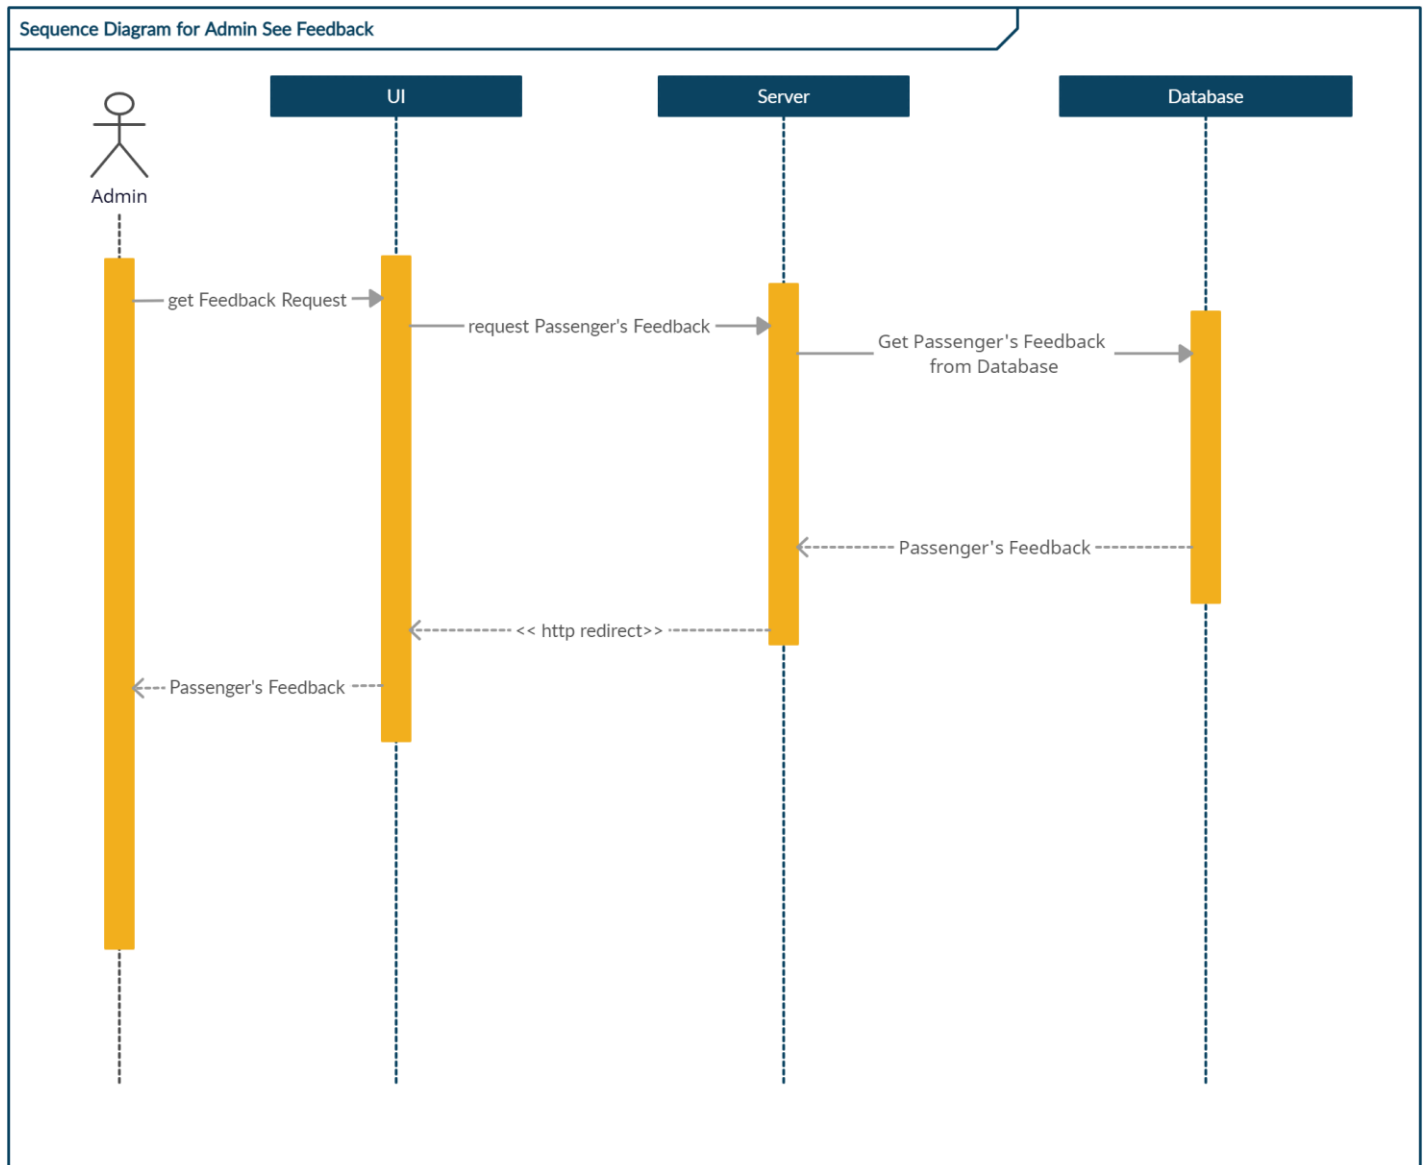 Sequence Diagram for Admin See Feedback
UI
Server
Database
Admin
get Feedback Request
request Passenger's Feedback
Get Passenger's Feedback
from Database
Passenger's Feedback
<< http redirect>>
Passenger's Feedback